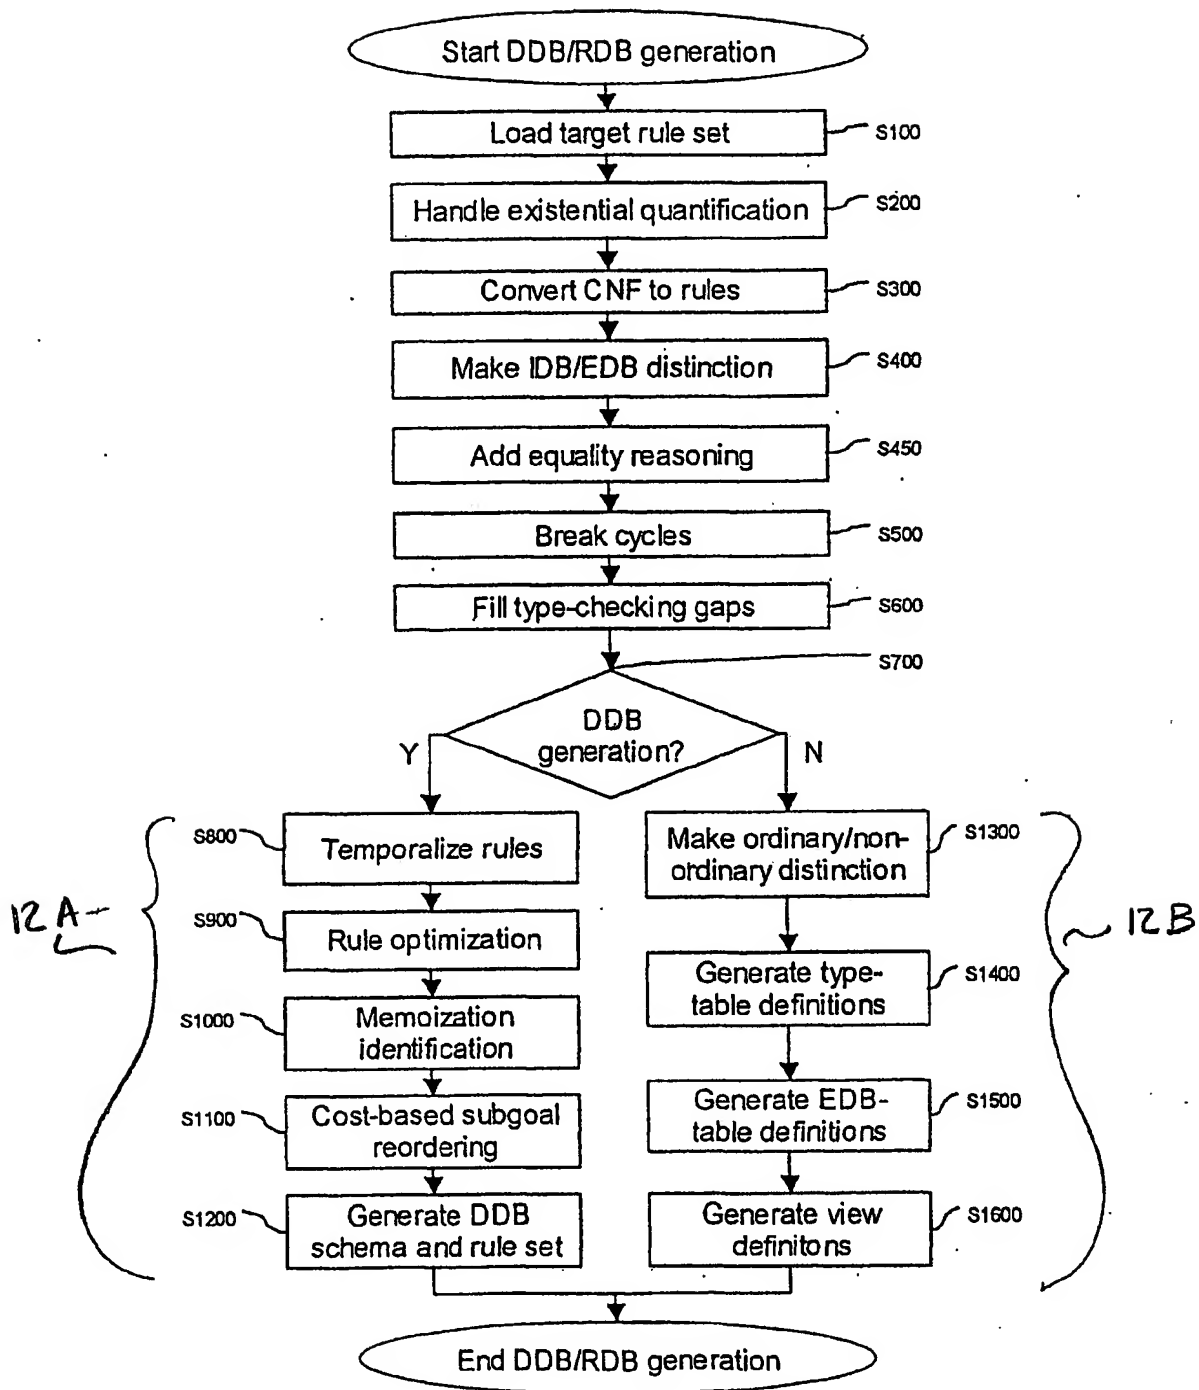 Start DDB/RDB generation
Load target rule set
S100
Handle existential quantification
S200
Convert CNF to rules
S300
Make IDB/EDB distinction
S400
Add equality reasoning
S450
Break cycles
S500
Fill type-checking gaps
S600
S700
DDB
generation?
Y
N
S800
Temporalize rules
S900
Rule optimization
S1000
Memoization
identification
S1100
Cost-based subgoal
reordering
S1200
Generate DDB
schema and rule set
12A
Make ordinary/non-
ordinary distinction
S1300
Generate type-
table definitions
S1400
Generate EDB-
table definitions
S1500
Generate view
definitons
S1600
12B
End DDB/RDB generation